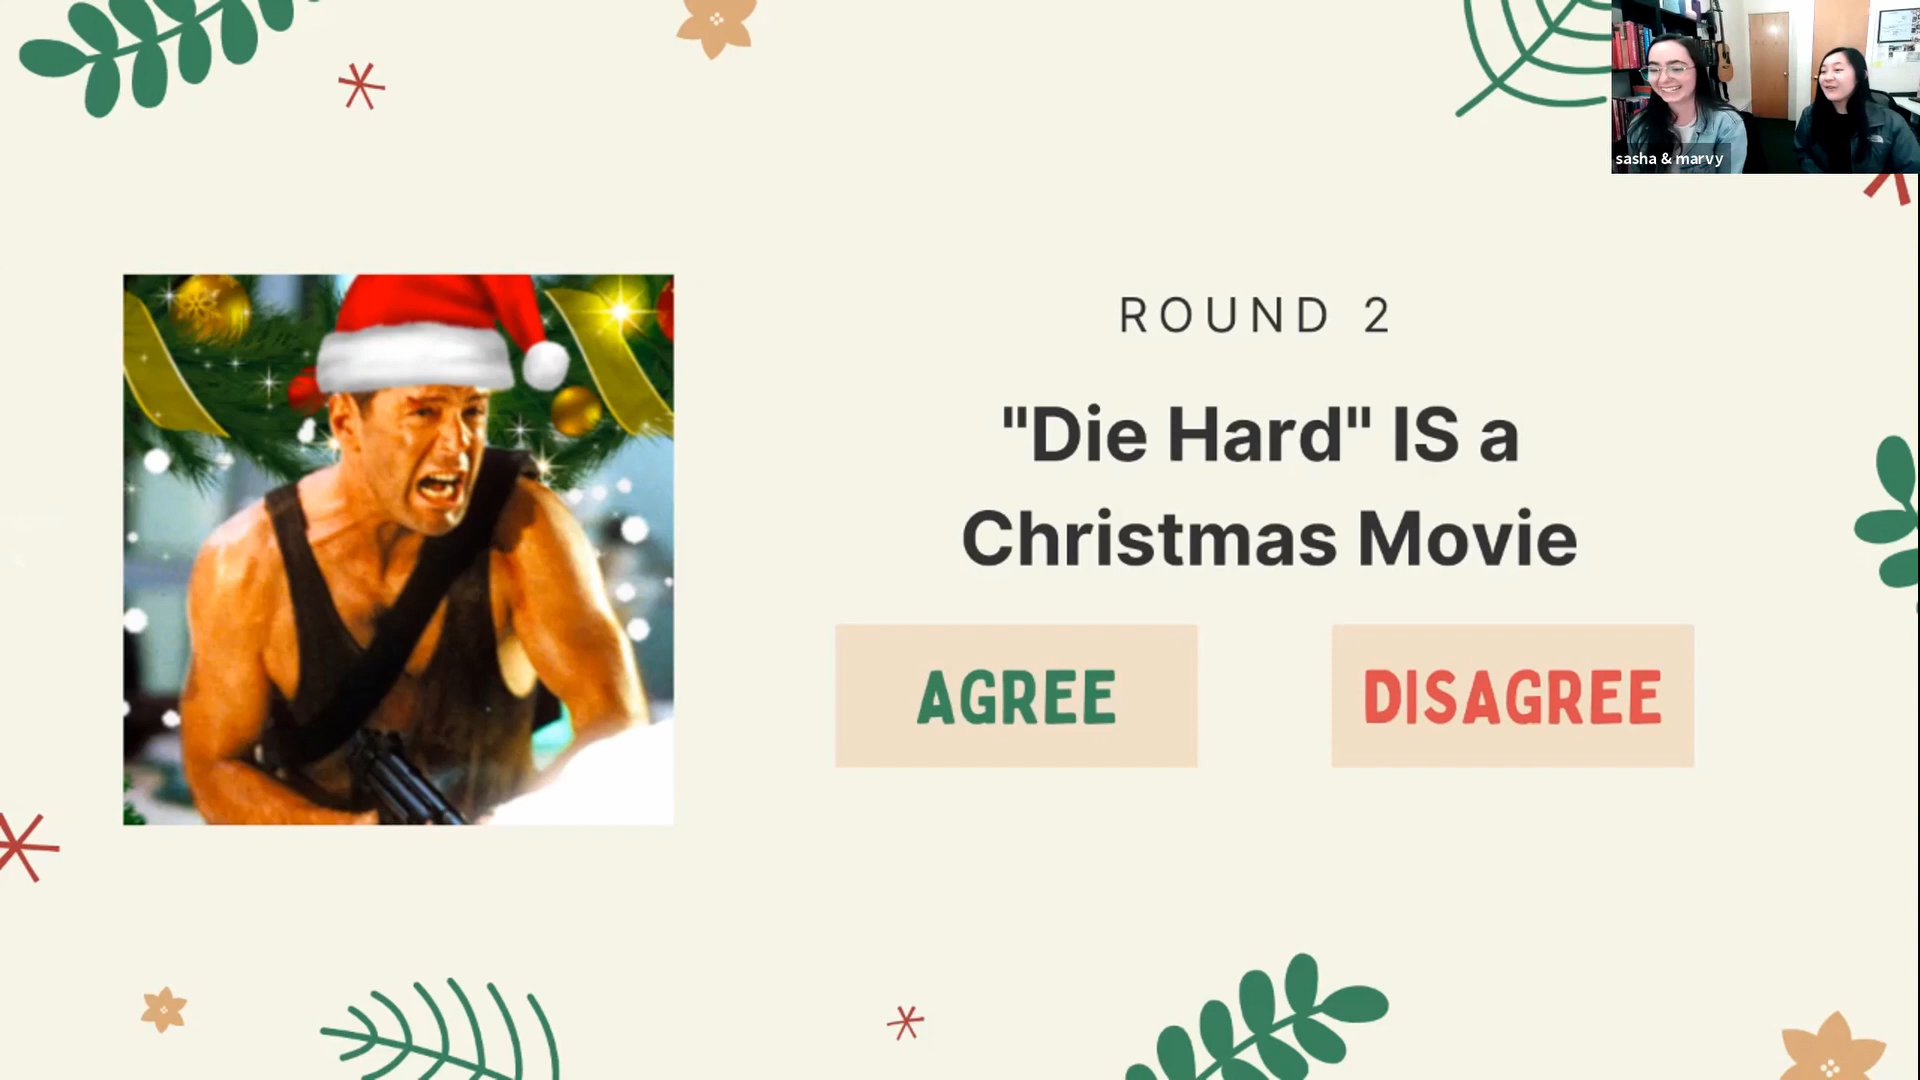 sasha & marvy
ROUND 2
"Die Hard" IS a
Christmas Movie
AGREE
DISAGREE